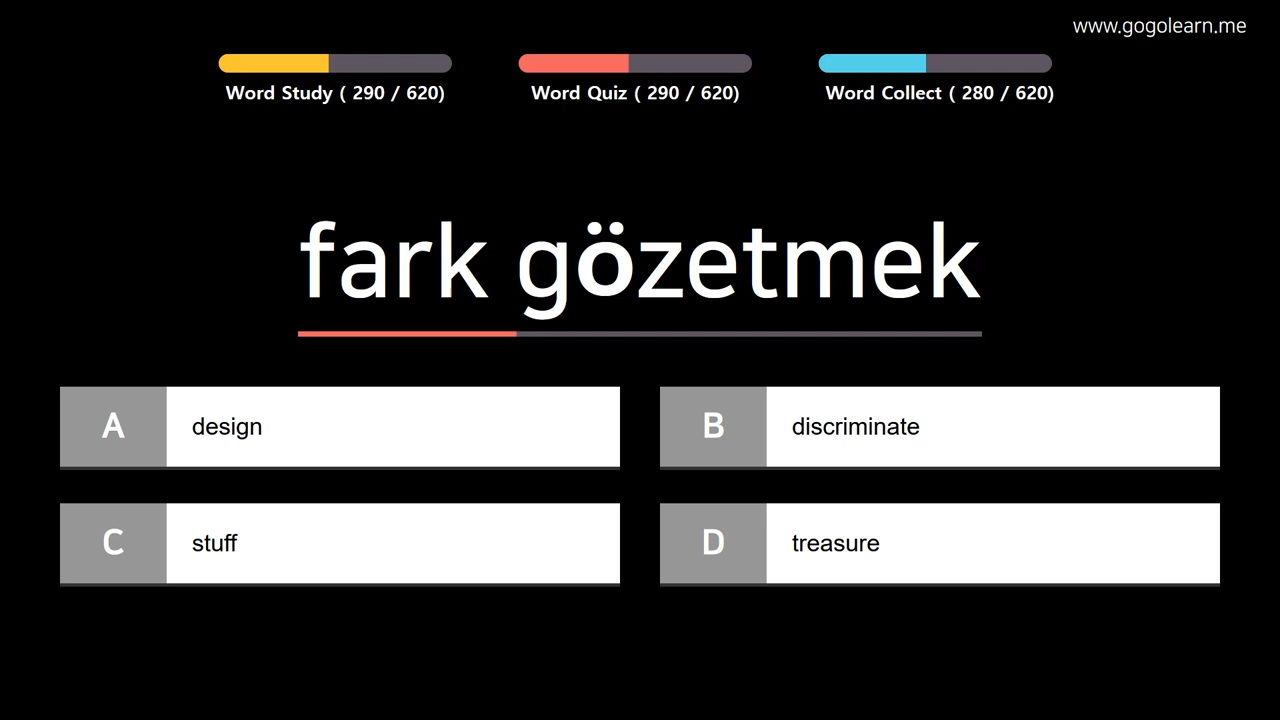 www.gogolearn.me
Word Study ( 290 / 620)
Word Quiz ( 290 / 620)
Word Collect ( 280 / 620)
fark gözetmek
A design
B discriminate
C stuff
D treasure